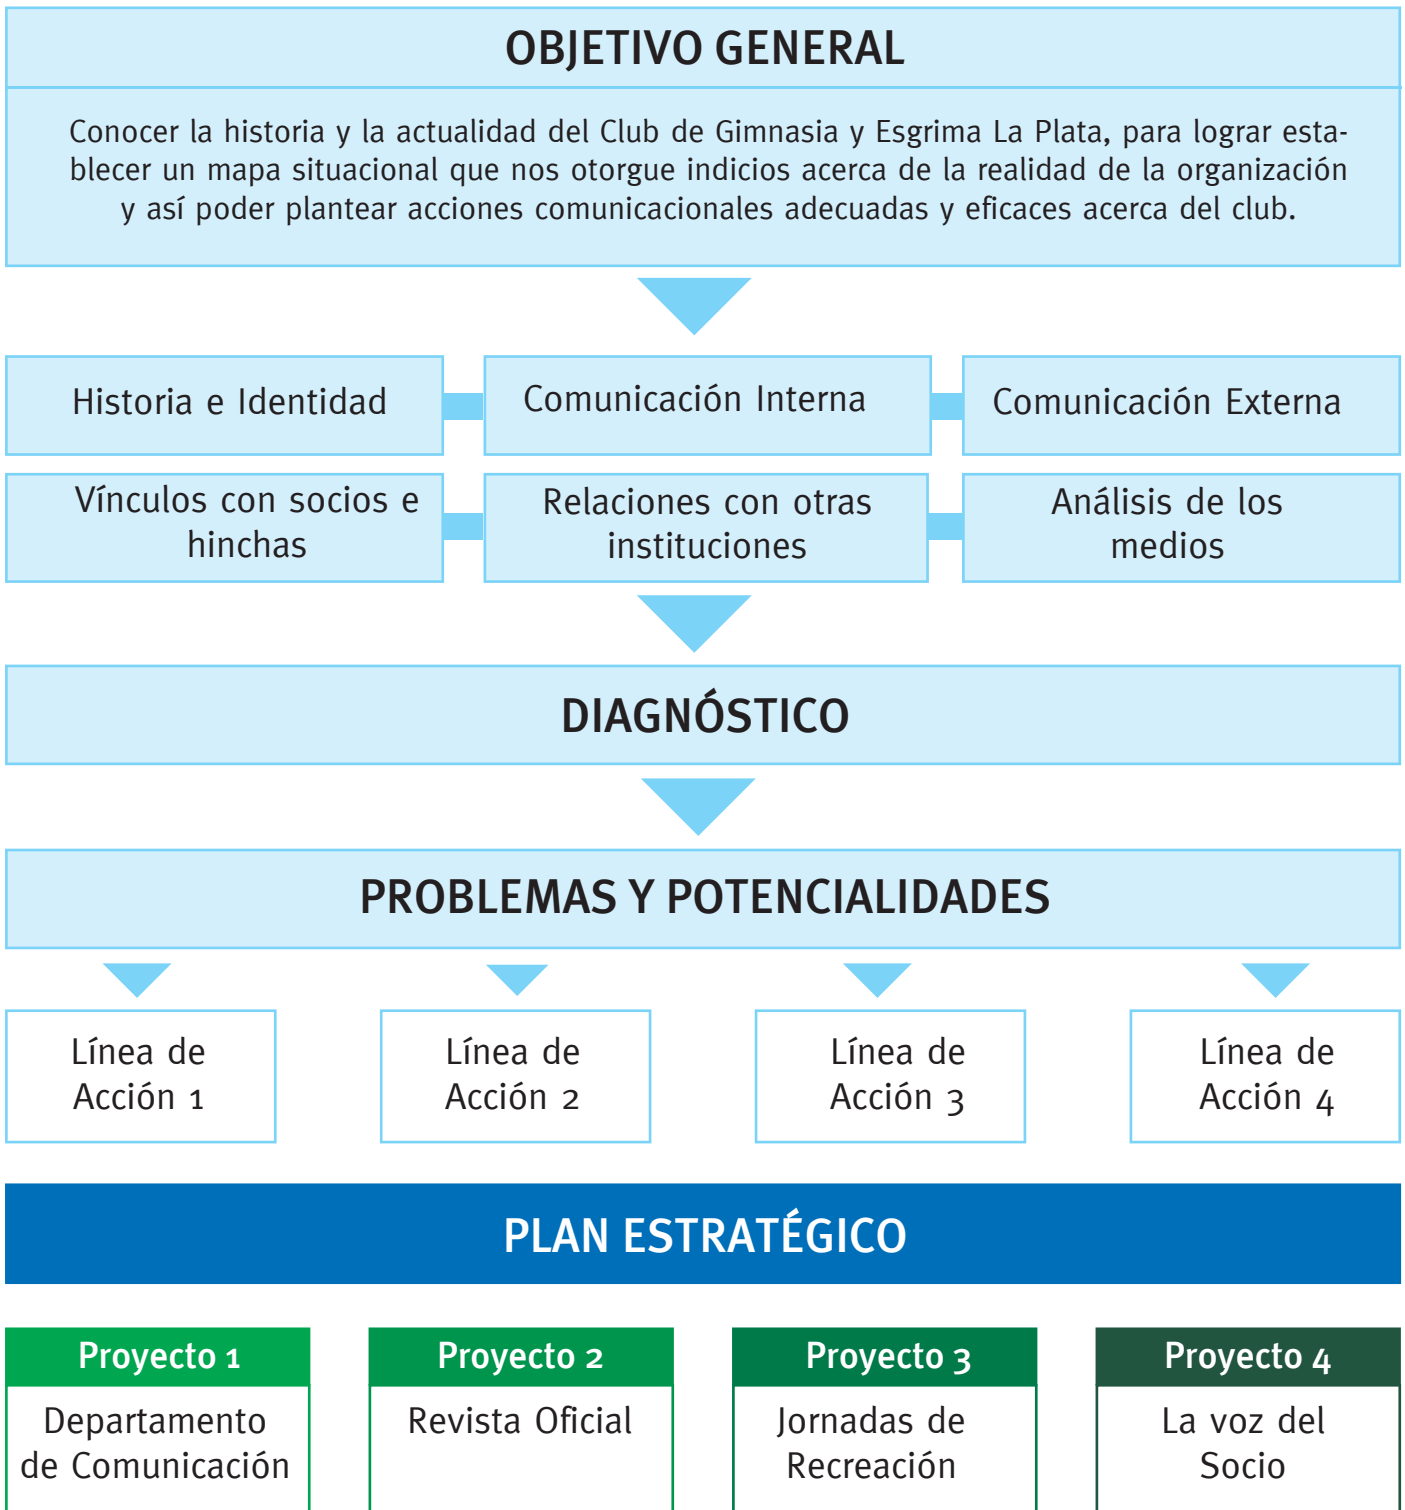 OBJETIVO GENERAL
Conocer la historia y la actualidad del Club de Gimnasia y Esgrima La Plata, para lograr esta-
blecer un mapa situacional que nos otorgue indicios acerca de la realidad de la organización
y así poder plantear acciones comunicacionales adecuadas y eficaces acerca del club.
Historia e Identidad
Comunicación Interna
Comunicación Externa
Vínculos con socios e
hinchas
Relaciones con otras
instituciones
Análisis de los
medios
DIAGNÓSTICO
PROBLEMAS Y POTENCIALIDADES
Línea de
Acción 1
Línea de
Acción 2
Línea de
Acción 3
Línea de
Acción 4
PLAN ESTRATÉGICO
Proyecto 1
Departamento
de Comunicación
Proyecto 2
Revista Oficial
Proyecto 3
Jornadas de
Recreación
Proyecto 4
La voz del
Socio